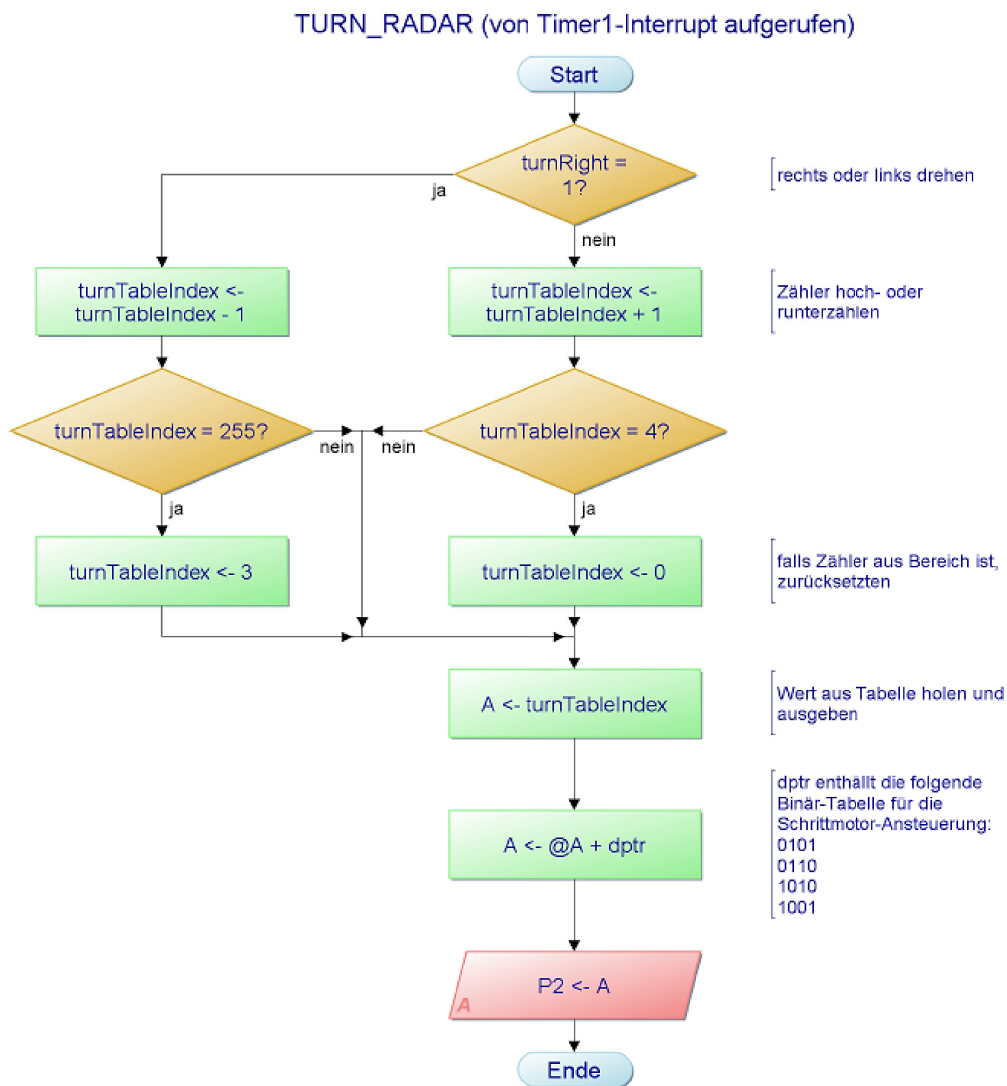 TURN_RADAR (von Timer1-Interrupt aufgerufen)
Start
turnRight =
1?
rechts oder links drehen
ja
nein
turnTableIndex <-
turnTableIndex - 1
turnTableIndex <-
turnTableIndex + 1
Zähler hoch- oder
runterzählen
turnTableIndex = 255?
nein
nein
turnTableIndex = 4?
ja
ja
turnTableIndex <- 3
turnTableIndex <- 0
falls Zähler aus Bereich ist,
zurücksetzten
A <- turnTableIndex
Wert aus Tabelle holen und
ausgeben
A <- @A + dptr
dptr enthällt die folgende
Binär-Tabelle für die
Schrittmotor-Ansteuerung:
0101
0110
1010
1001
P2 <- A
A
Ende